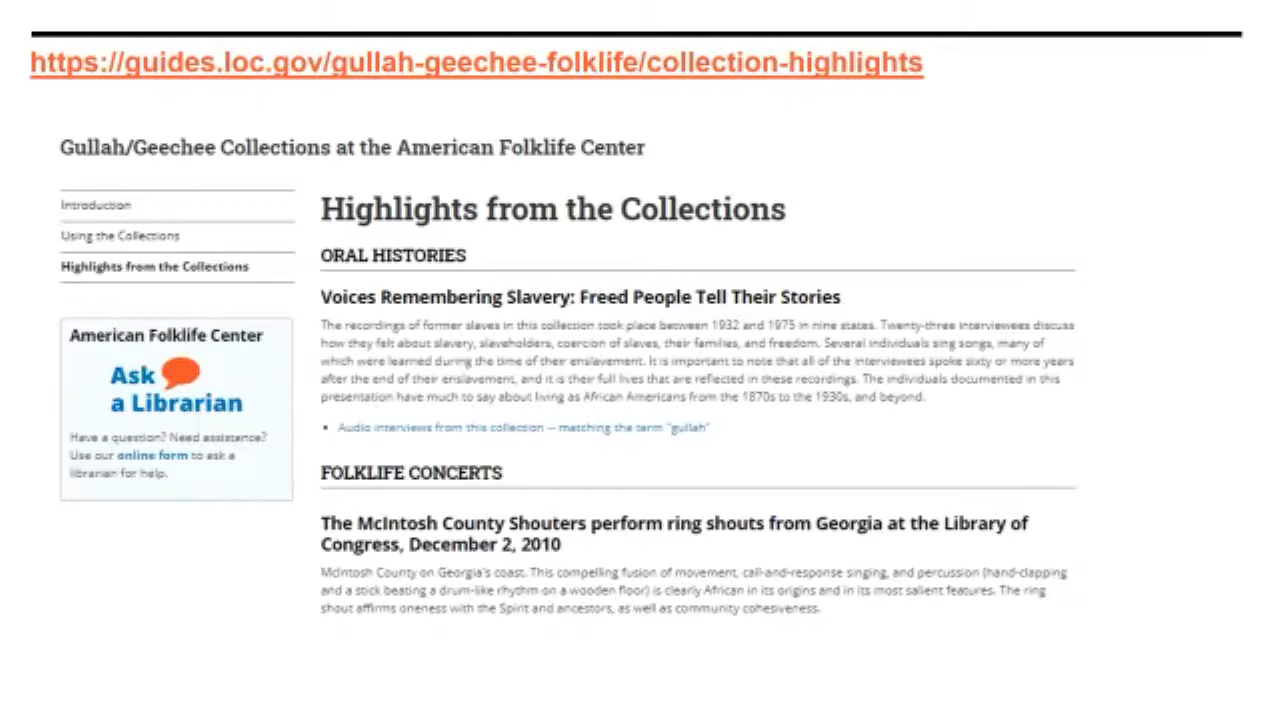 https://guides.loc.gov/gullah-geechee-folklife/collection-highlights
Gullah/Geechee Collections at the American Folklife Center
Introduction
Using the Collections
Highlights from the Collections
American Folklife Center
Ask
a Librarian
Have a question? Need assistance?
Use our online form to ask a
librarian for help.
Highlights from the Collections
ORAL HISTORIES
Voices Remembering Slavery: Freed People Tell Their Stories
The recordings of former slaves in this collection took place between 1932 and 1975 in nine states. Twenty-three interviewees discuss
how they felt about slavery, slaveholders, coercion of slaves, their families, and freedom. Several individuals sing songs, many of
which were learned during the time of their enslavement. It is important to note that all of the interviewees spoke sixty or more years
after the end of their enslavement, and it is their full lives that are reflected in these recordings. The individuals documented in this
presentation have much to say about living as African Americans from the 1870s to the 1930s, and beyond.
• Audio interviews from this collection -- matching the term "gullah"
FOLKLIFE CONCERTS
The McIntosh County Shouters perform ring shouts from Georgia at the Library of
Congress, December 2, 2010
McIntosh County on Georgia's coast. This compelling fusion of movement, call-and-response singing, and percussion (hand-clapping
and a stick beating a drum-like rhythm on a wooden floor) is clearly African in its origins and in its most salient features. The ring
shout affirms oneness with the Spirit and ancestors, as well as community cohesiveness.